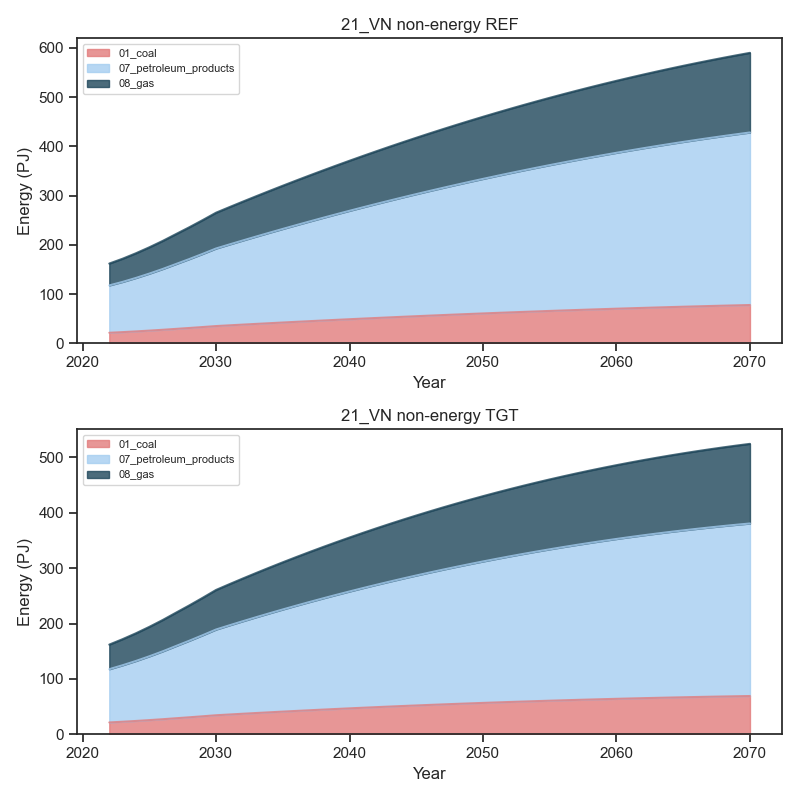 21_VN non-energy REF
600
500
400
300
200
100
0
Energy (PJ)
01_coal
07_petroleum_products
08_gas
2020 2030 2040 2050 2060 2070
Year
21_VN non-energy TGT
500
400
300
200
100
0
Energy (PJ)
01_coal
07_petroleum_products
08_gas
2020 2030 2040 2050 2060 2070
Year